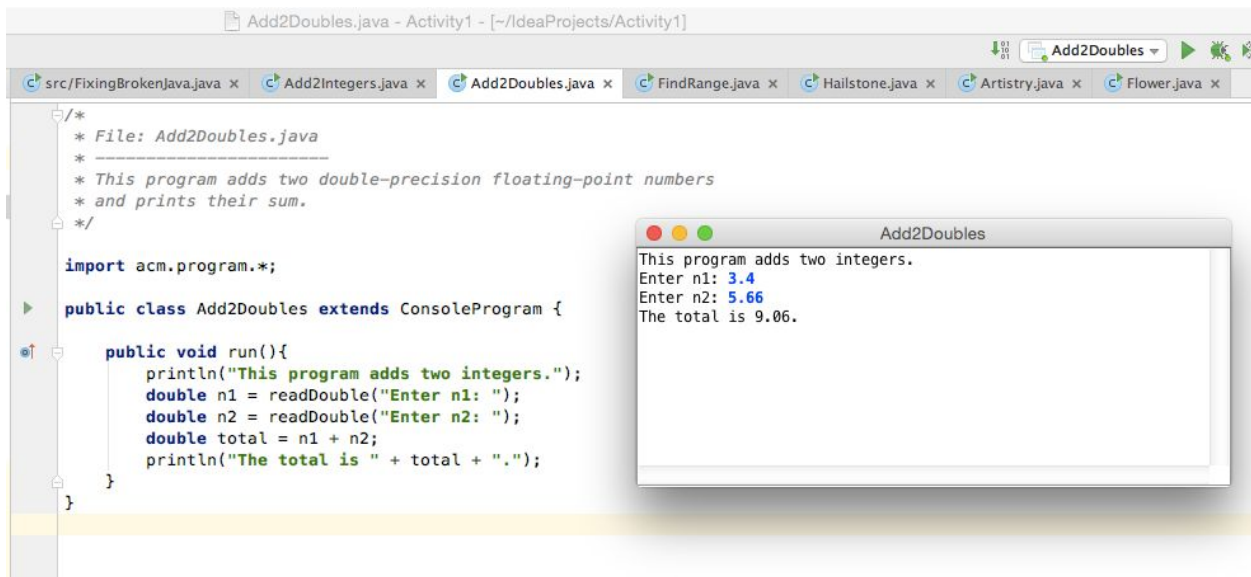 Add2Doubles.java - Activity1 - [~/IdeaProjects/Activity1]
Add2Doubles
src/FixingBrokenJava.java Add2Integers.java Add2Doubles.java FindRange.java Hailstone.java Artistry.java Flower.java
/*
* File: Add2Doubles.java
* -----------------------
* This program adds two double-precision floating-point numbers
* and prints their sum.
*/
import acm.program.*;
public class Add2Doubles extends ConsoleProgram {
public void run(){
println("This program adds two integers.");
double n1 = readDouble("Enter n1: ");
double n2 = readDouble("Enter n2: ");
double total = n1 + n2;
println("The total is " + total + ".");
}
}
Add2Doubles
This program adds two integers.
Enter n1: 3.4
Enter n2: 5.66
The total is 9.06.